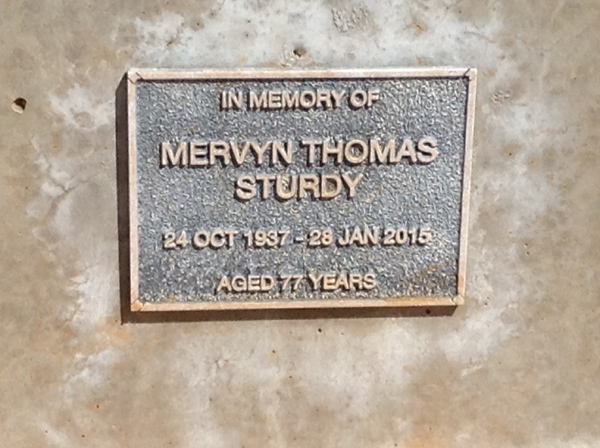 IN MEMORY OF
MERVYN THOMAS
STURDY
24 OCT 1937 - 28 JAN 2015
AGED 77 YEARS